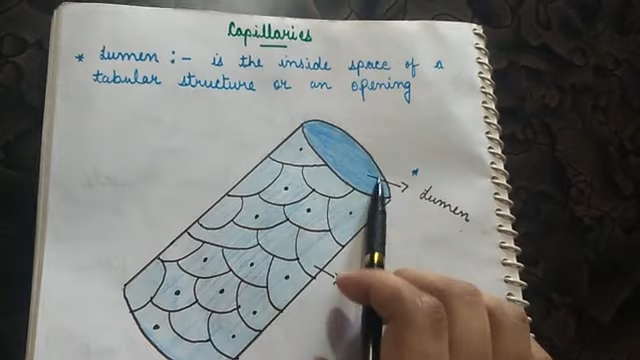 Capillaries
* Lumen :- is the inside space of a
tabular structure or an opening
* Lumen